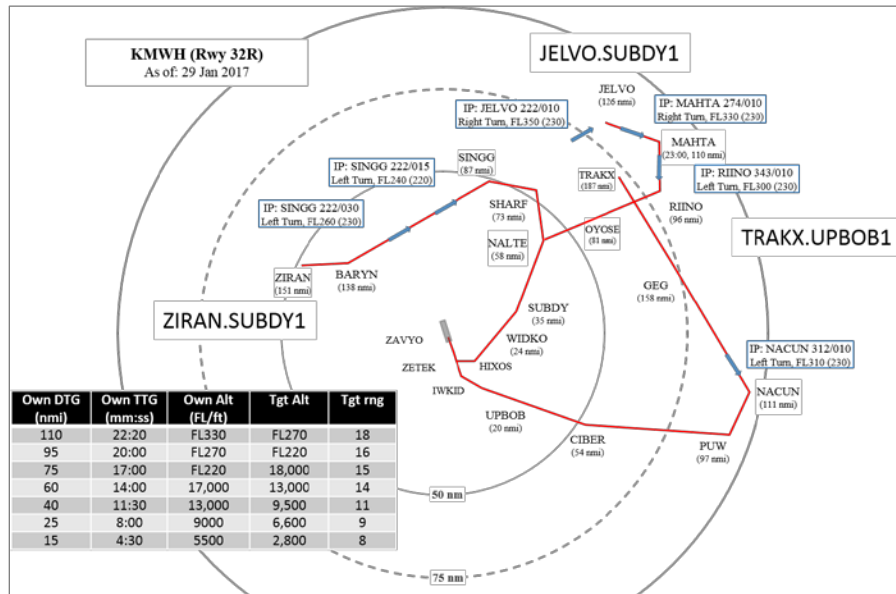 KMWH (Rwy 32R)
As of: 29 Jan 2017
JELVO.SUBDY1
JELVO
(126 nmi)
IP: JELVO 222/010
Right Turn, FL350 (230)
IP: MAHTA 274/010
Right Turn, FL330 (230)
MAHTA
(23:00, 110 nmi)
SINGG
(87 nmi)
IP: SINGG 222/015
Left Turn, FL240 (220)
TRAKX
(187 nmi)
IP: RIINO 343/010
Left Turn, FL300 (230)
IP: SINGG 222/030
Left Turn, FL260 (230)
SHARF
(73 nmi)
RIINO
(96 nmi)
OYOSE
(81 nmi)
NALTE
(58 nmi)
TRAKX.UPBOB1
ZIRAN
(151 nmi)
BARYN
(138 nmi)
GEG
(158 nmi)
ZIRAN.SUBDY1
SUBDY
(35 nmi)
ZAVYO
WIDKO
(24 nmi)
IP: NACUN 312/010
Left Turn, FL310 (230)
ZETEK
HIXOS
IWKID
NACUN
(111 nmi)
UPBOB
(20 nmi)
CIBER
(54 nmi)
PUW
(97 nmi)
50 nm
75 nm
Own DTG (nmi) Own TTG (mm:ss) Own Alt (FL/ft) Tgt Alt Tgt rng
110 22:20 FL330 FL270 18
95 20:00 FL270 FL220 16
75 17:00 FL220 18,000 15
60 14:00 17,000 13,000 14
40 11:30 13,000 9,500 11
25 8:00 9000 6,600 9
15 4:30 5500 2,800 8